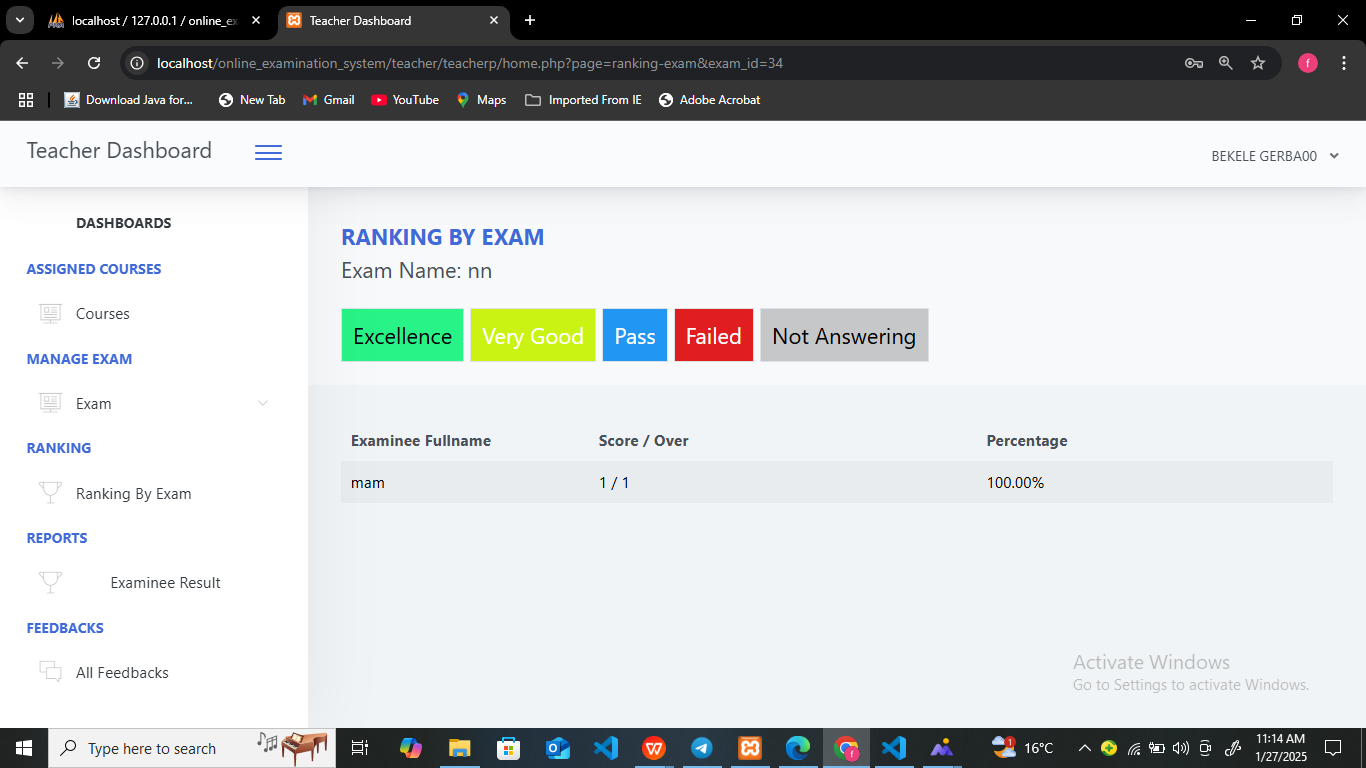 localhost / 127.0.0.1 / online_ex
Teacher Dashboard
localhost/online_examination_system/teacher/teacherp/home.php?page=ranking-exam&exam_id=34
f
Download Java for...
New Tab
Gmail
YouTube
Maps
Imported From IE
Adobe Acrobat
Teacher Dashboard
BEKELE GERBA00
DASHBOARDS
ASSIGNED COURSES
Courses
MANAGE EXAM
Exam
RANKING
Ranking By Exam
REPORTS
Examinee Result
FEEDBACKS
All Feedbacks
RANKING BY EXAM
Exam Name: nn
Excellence Very Good Pass Failed Not Answering
Examinee Fullname Score / Over Percentage
mam 1 / 1 100.00%
Activate Windows
Go to Settings to activate Windows.
Type here to search
1
16°C
11:14 AM
1/27/2025